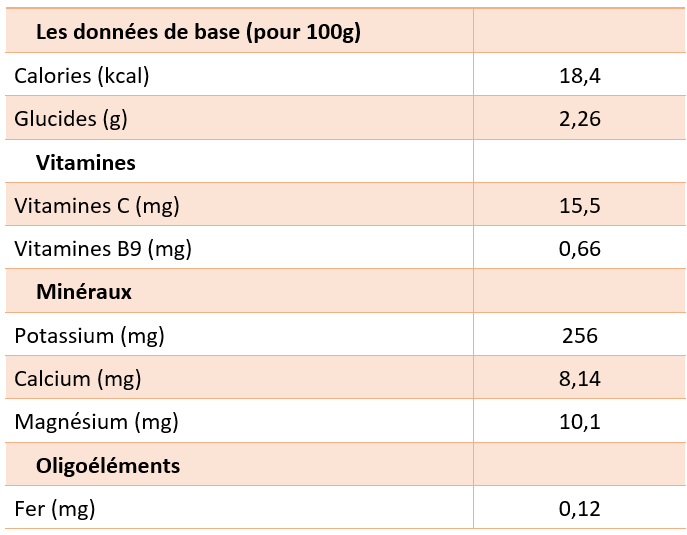 Les données de base (pour 100g)
Calories (kcal) 18,4
Glucides (g) 2,26
Vitamines
Vitamines C (mg) 15,5
Vitamines B9 (mg) 0,66
Minéraux
Potassium (mg) 256
Calcium (mg) 8,14
Magnésium (mg) 10,1
Oligoéléments
Fer (mg) 0,12